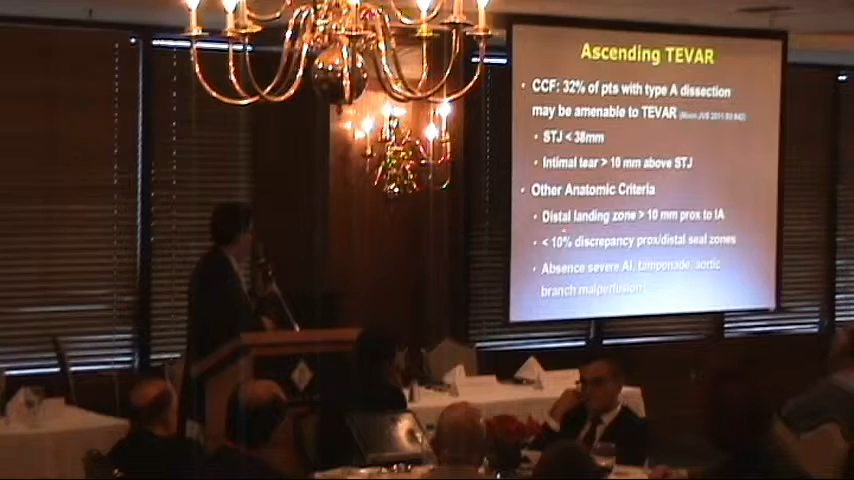 Ascending TEVAR
• CCF: 32% of pts with type A dissection
may be amenable to TEVAR
• STJ < 38mm
• Intimal tear > 10 mm above STJ
• Other Anatomic Criteria
• Distal landing zone > 10 mm prox to IA
• < 10% discrepancy prox/distal seal zones
• Absence severe AI, tamponade, aortic
branch malperfusion